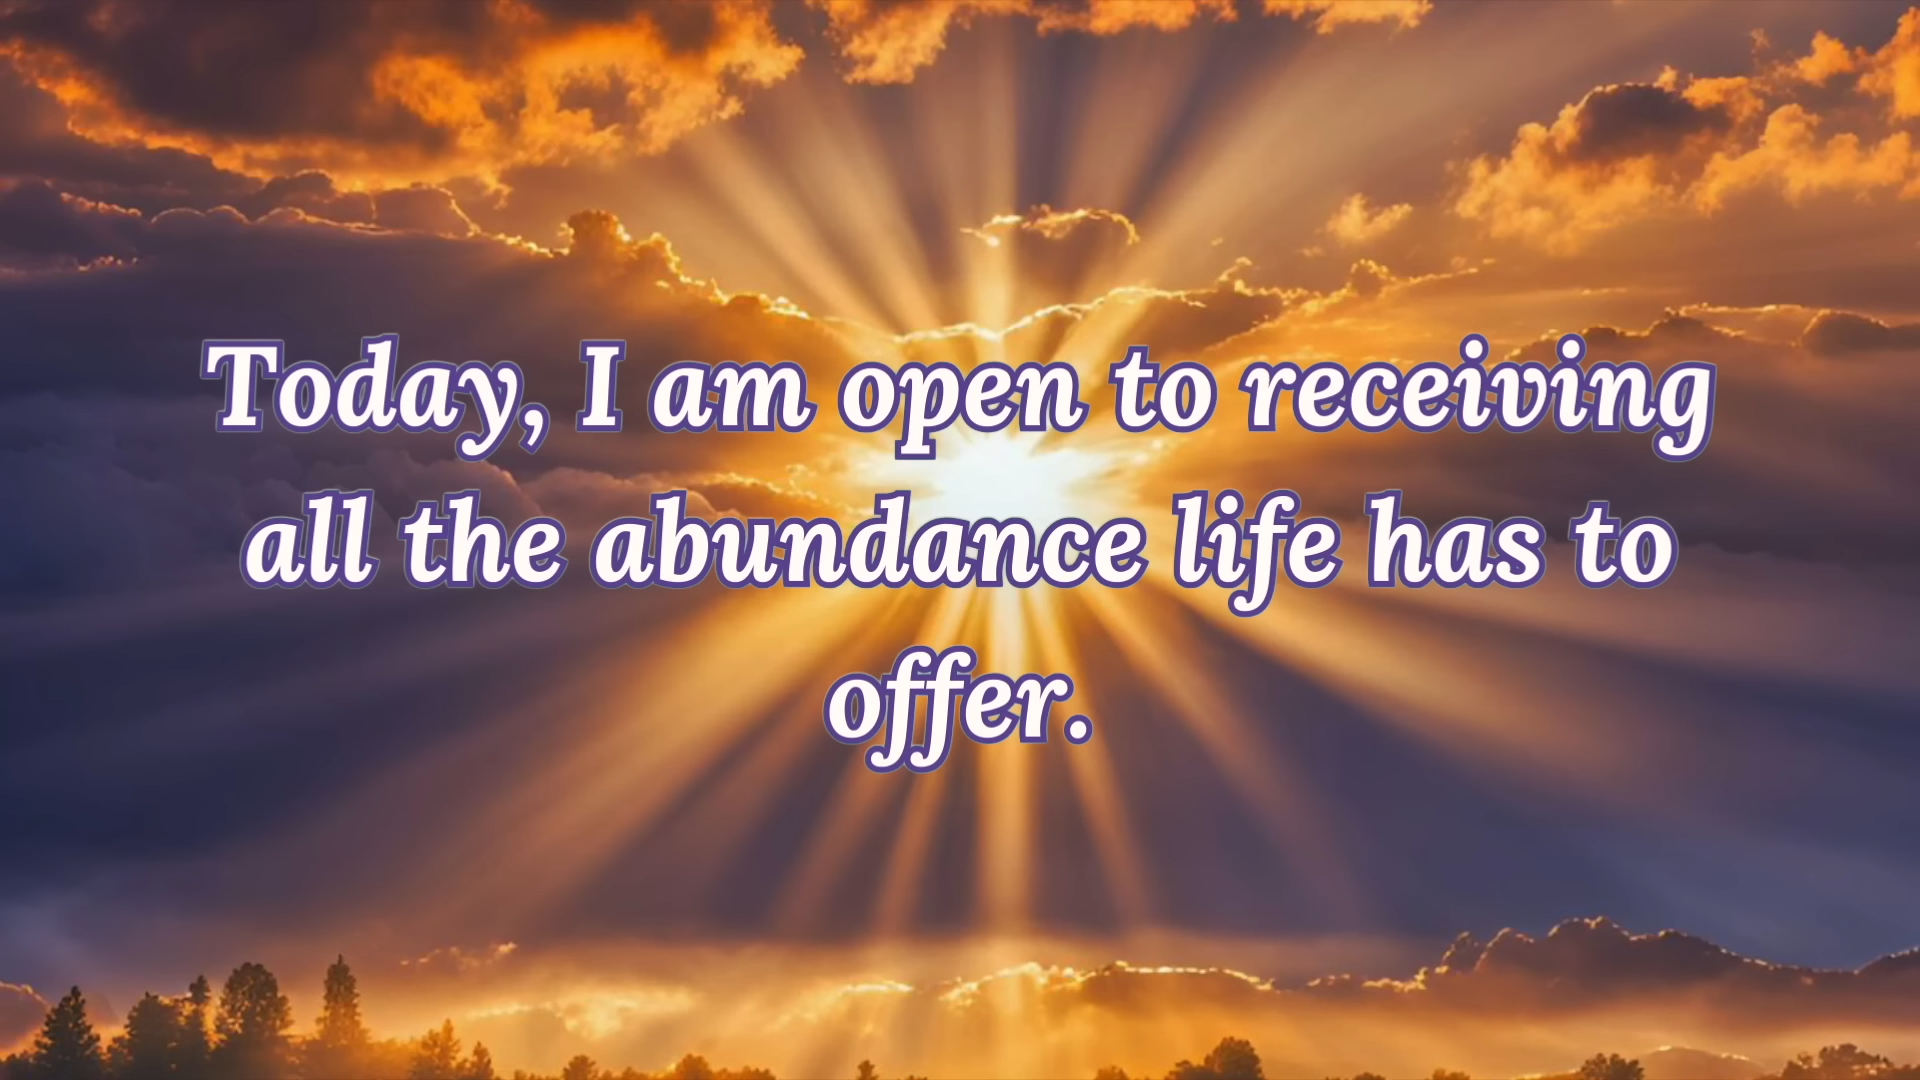 Today, I am open to receiving
all the abundance life has to
offer.